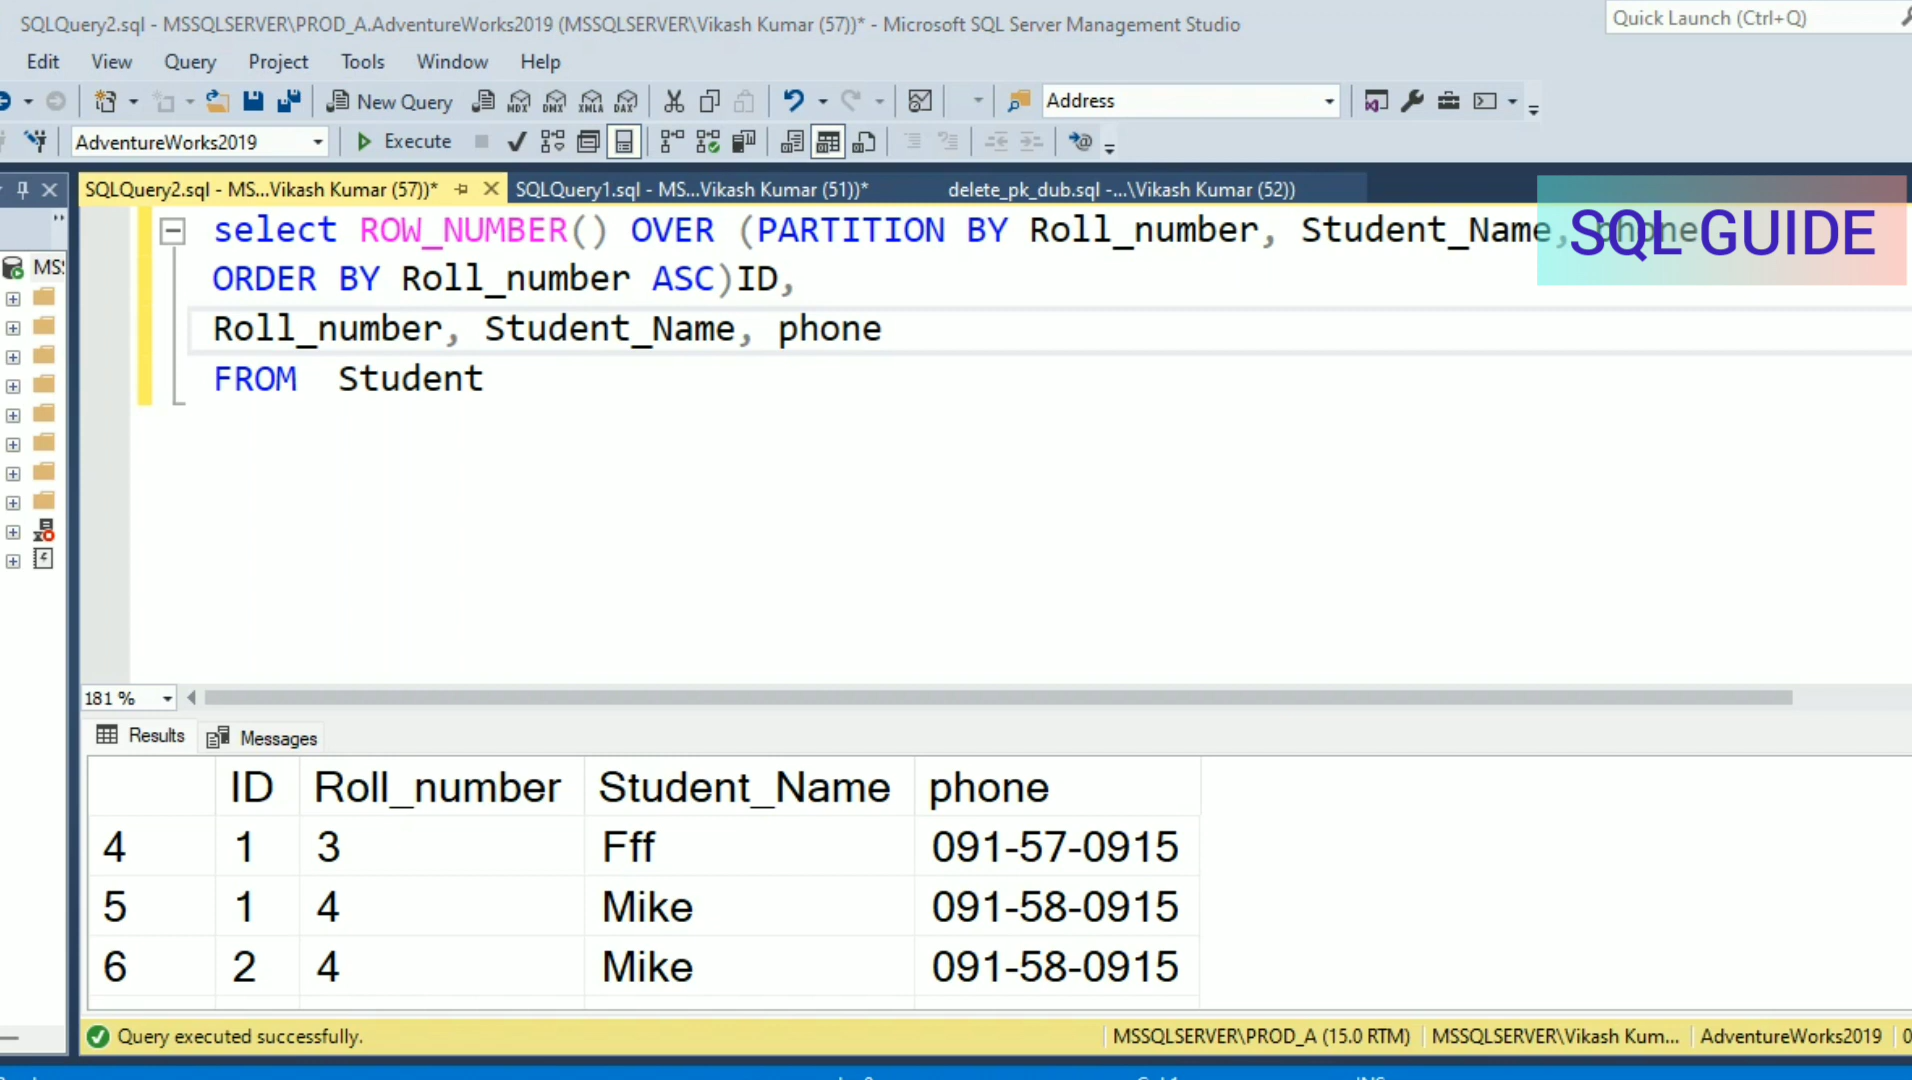 SQLQuery2.sql - MSSQLSERVER\PROD_A.AdventureWorks2019 (MSSQLSERVER\Vikash Kumar (57))* - Microsoft SQL Server Management Studio
Quick Launch (Ctrl+Q)
Edit View Query Project Tools Window Help
New Query MDX DMX XMLA DAX Address
AdventureWorks2019 Execute
SQLQuery2.sql - MS...Vikash Kumar (57))* SQLQuery1.sql - MS...Vikash Kumar (51))* delete_pk_dub.sql -...\Vikash Kumar (52))
SQL GUIDE
select ROW_NUMBER() OVER (PARTITION BY Roll_number, Student_Name, phone
ORDER BY Roll_number ASC)ID,
Roll_number, Student_Name, phone
FROM Student
181 %
Results Messages
ID Roll_number Student_Name phone
4 1 3 Fff 091-57-0915
5 1 4 Mike 091-58-0915
6 2 4 Mike 091-58-0915
Query executed successfully. MSSQLSERVER\PROD_A (15.0 RTM) MSSQLSERVER\Vikash Kum... AdventureWorks2019